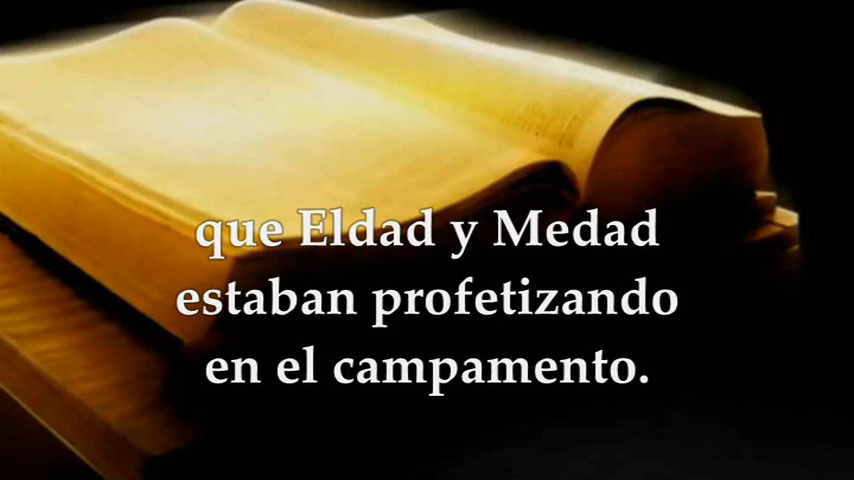 que Eldad y Medad
estaban profetizando
en el campamento.